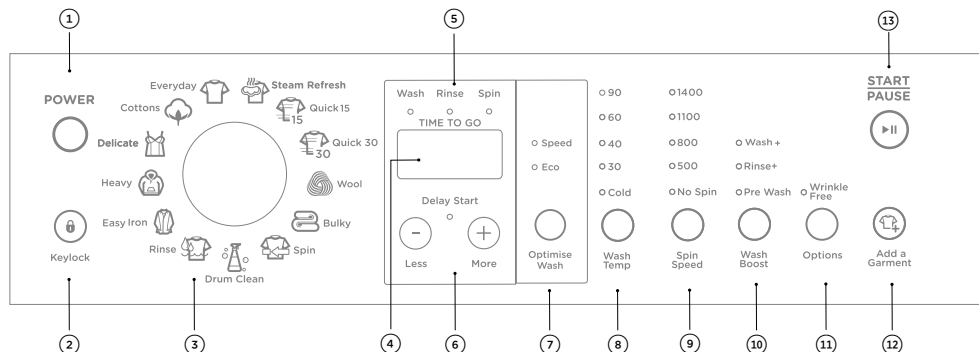 1
5
13
POWER
Everyday
Steam Refresh
Cottons
Quick 15
15
Delicate
Quick 30
30
Heavy
Wool
Easy Iron
Bulky
Rinse
Spin
Drum Clean
Keylock
Wash Rinse Spin
TIME TO GO
Delay Start
-
+
Less
More
Speed
Eco
Optimise
Wash
90
60
40
30
Cold
Wash
Temp
1400
1100
800
500
No Spin
Spin
Speed
Wash +
Rinse+
Pre Wash
Wash
Boost
Wrinkle
Free
Options
START
PAUSE
Add a
Garment
2
3
4
6
7
8
9
10
11
12